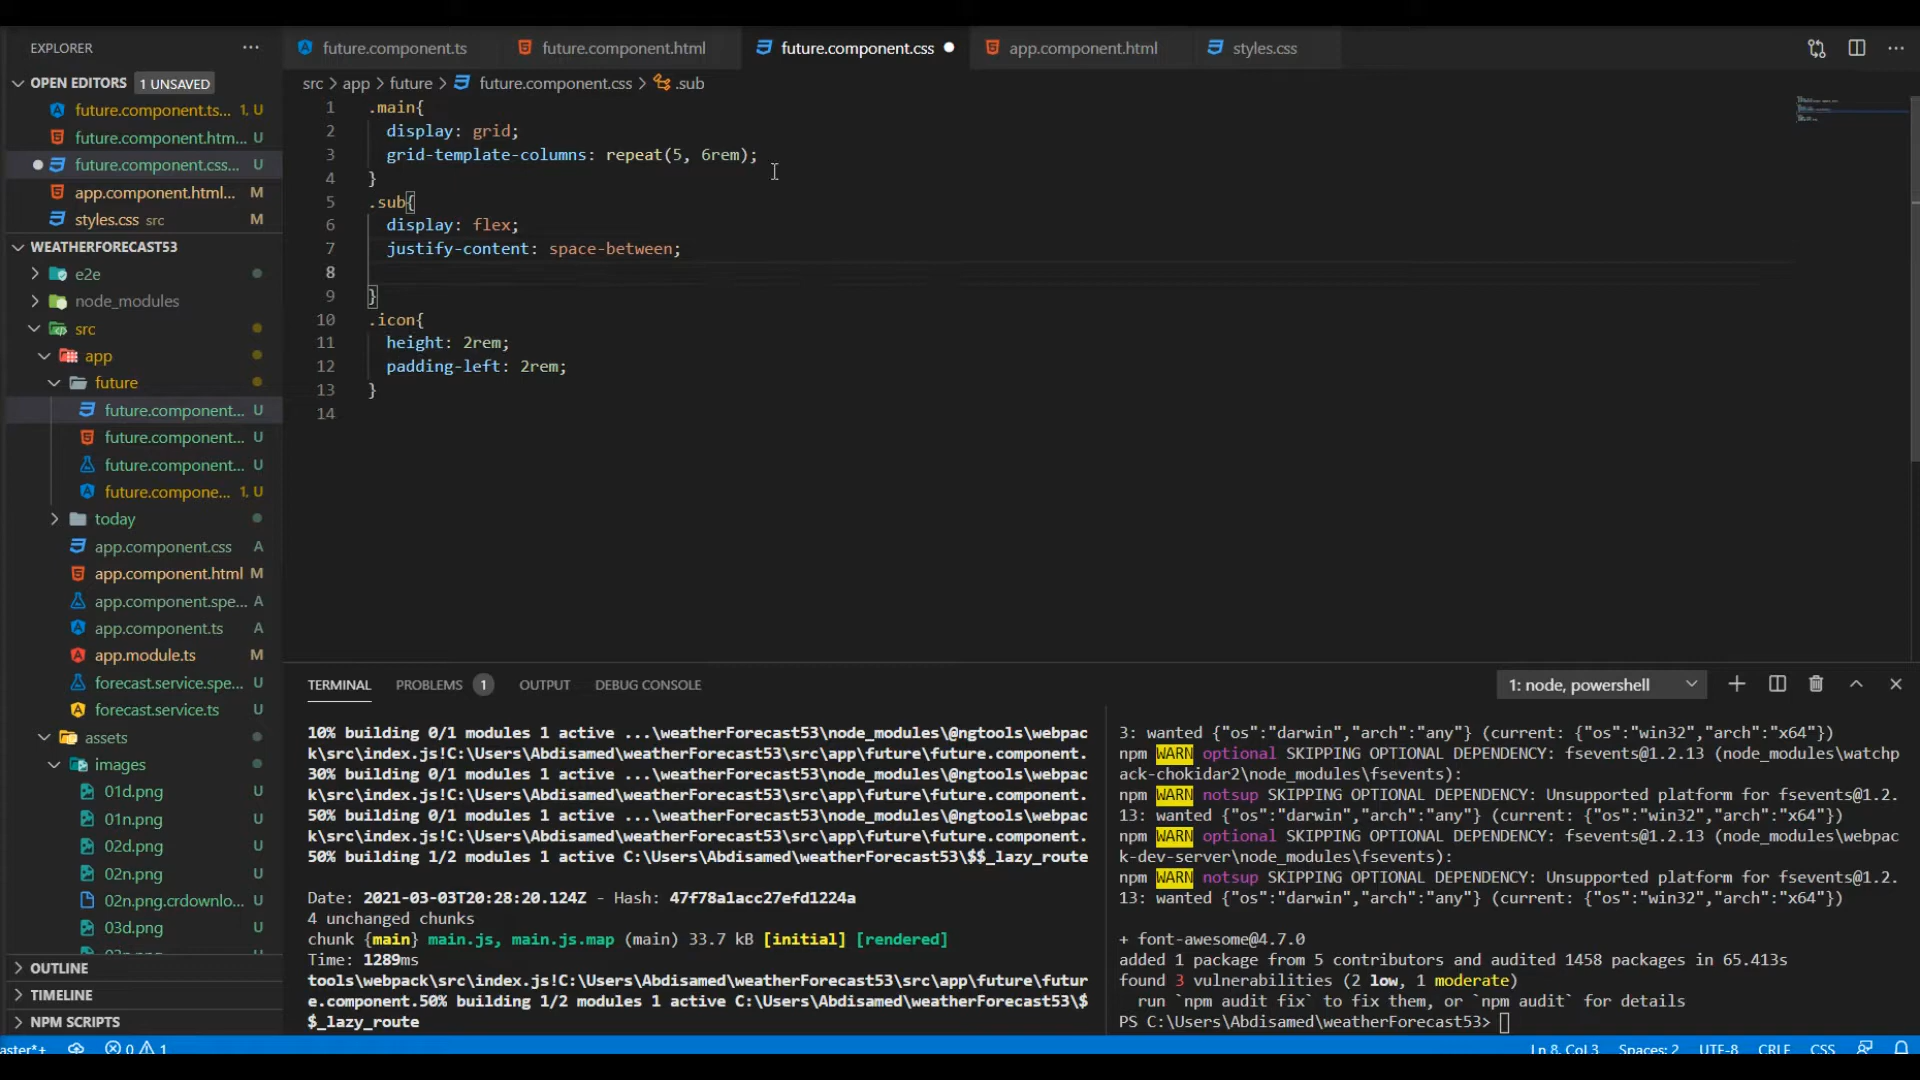 EXPLORER
future.component.ts
future.component.html
future.component.css
app.component.html
styles.css
OPEN EDITORS 1 UNSAVED
src > app > future > future.component.css > .sub
future.component.ts... 1, U
future.component.htm... U
future.component.css... U
app.component.html... M
styles.css src M
WEATHERFORECAST53
e2e
node_modules
src
app
future
future.component... U
future.component... U
future.component... U
future.compone... 1, U
today
app.component.css A
app.component.html M
app.component.spe... A
app.component.ts A
app.module.ts M
forecast.service.spe... U
forecast.service.ts U
assets
images
01d.png U
01n.png U
02d.png U
02n.png U
02n.png.crdownlo... U
03d.png U
OUTLINE
TIMELINE
NPM SCRIPTS
1 .main{
2 display: grid;
3 grid-template-columns: repeat(5, 6rem);
4 }
5 .sub{
6 display: flex;
7 justify-content: space-between;
8
9 }
10 .icon{
11 height: 2rem;
12 padding-left: 2rem;
13 }
14
TERMINAL PROBLEMS 1 OUTPUT DEBUG CONSOLE
1: node, powershell
10% building 0/1 modules 1 active ...\weatherForecast53\node_modules\@ngtools\webpac
k\src\index.js!C:\Users\Abdisamed\weatherForecast53\src\app\future\future.component.
30% building 0/1 modules 1 active ...\weatherForecast53\node_modules\@ngtools\webpac
k\src\index.js!C:\Users\Abdisamed\weatherForecast53\src\app\future\future.component.
50% building 0/1 modules 1 active ...\weatherForecast53\node_modules\@ngtools\webpac
k\src\index.js!C:\Users\Abdisamed\weatherForecast53\src\app\future\future.component.
50% building 1/2 modules 1 active C:\Users\Abdisamed\weatherForecast53\$$_lazy_route
Date: 2021-03-03T20:28:20.124Z - Hash: 47f78a1acc27efd1224a
4 unchanged chunks
chunk {main} main.js, main.js.map (main) 33.7 kB [initial] [rendered]
Time: 1289ms
tools\webpack\src\index.js!C:\Users\Abdisamed\weatherForecast53\src\app\future\futur
e.component.50% building 1/2 modules 1 active C:\Users\Abdisamed\weatherForecast53\$
$_lazy_route
3: wanted {"os":"darwin","arch":"any"} (current: {"os":"win32","arch":"x64"})
npm WARN optional SKIPPING OPTIONAL DEPENDENCY: fsevents@1.2.13 (node_modules\watchp
ack-chokidar2\node_modules\fsevents):
npm WARN notsup SKIPPING OPTIONAL DEPENDENCY: Unsupported platform for fsevents@1.2.
13: wanted {"os":"darwin","arch":"any"} (current: {"os":"win32","arch":"x64"})
npm WARN optional SKIPPING OPTIONAL DEPENDENCY: fsevents@1.2.13 (node_modules\webpac
k-dev-server\node_modules\fsevents):
npm WARN notsup SKIPPING OPTIONAL DEPENDENCY: Unsupported platform for fsevents@1.2.
13: wanted {"os":"darwin","arch":"any"} (current: {"os":"win32","arch":"x64"})
+ font-awesome@4.7.0
added 1 package from 5 contributors and audited 1458 packages in 65.413s
found 3 vulnerabilities (2 low, 1 moderate)
run `npm audit fix` to fix them, or `npm audit` for details
PS C:\Users\Abdisamed\weatherForecast53>
aster*+ 0 1 Ln 8, Col 3 Spaces: 2 UTF-8 CRLF CSS